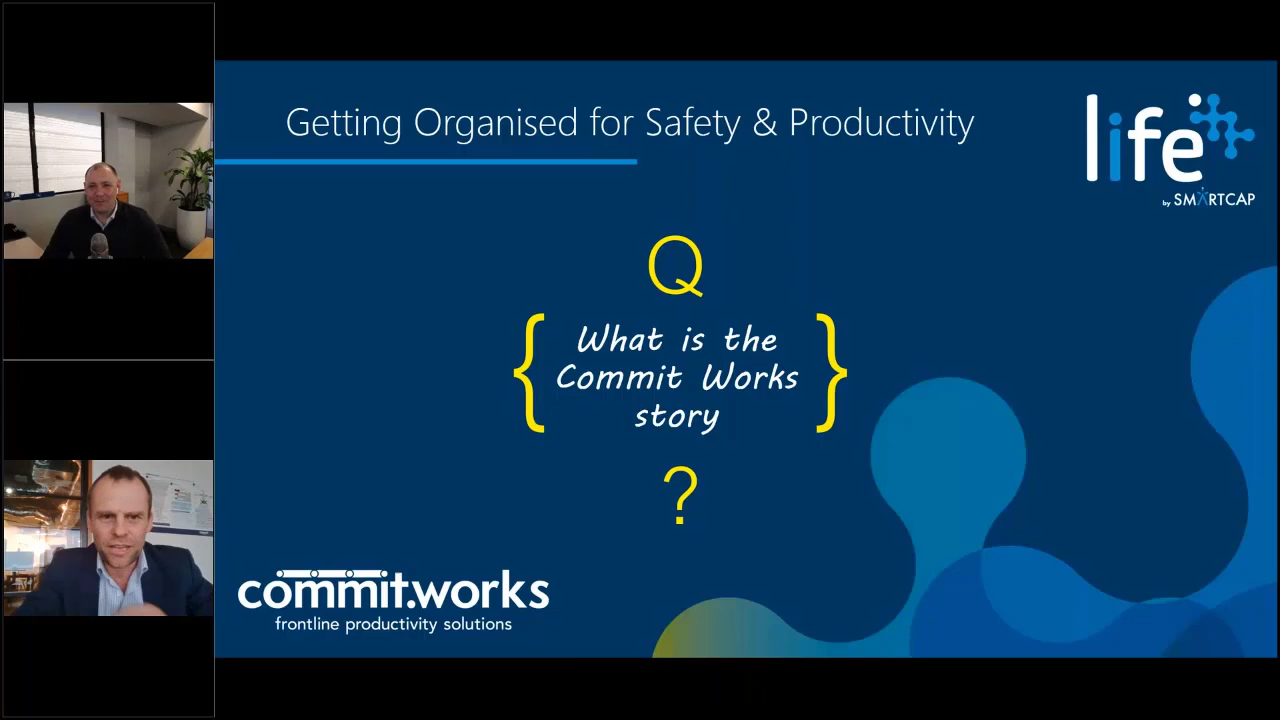 Getting Organised for Safety & Productivity
life
by SMARTCAP
Q
{ What is the
Commit Works
story }
?
commit.works
frontline productivity solutions